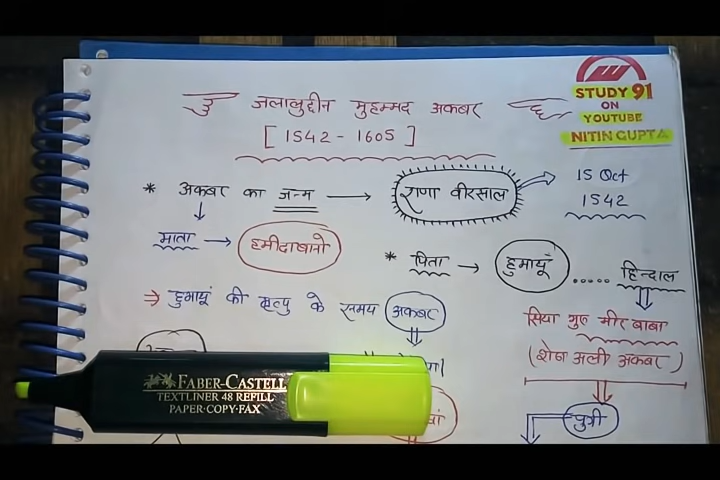 STUDY 91
ON
YOUTUBE
NITIN GUPTA
जलालुद्दीन मुहम्मद अकबर
[ 1542 - 1605 ]
* अकबर का जन्म → राणा वीरसाल
15 Oct
1542
माता → हमीदाबानो
* पिता → हुमायूं ..... हिन्दाल
⇒ हुमायूं की मृत्यु के समय अकबर
सिया गुरु मीर बाबा
(शेख अली अकबर)
पुत्री
FABER-CASTELL
TEXTLINER 48 REFILL
PAPER·COPY·FAX